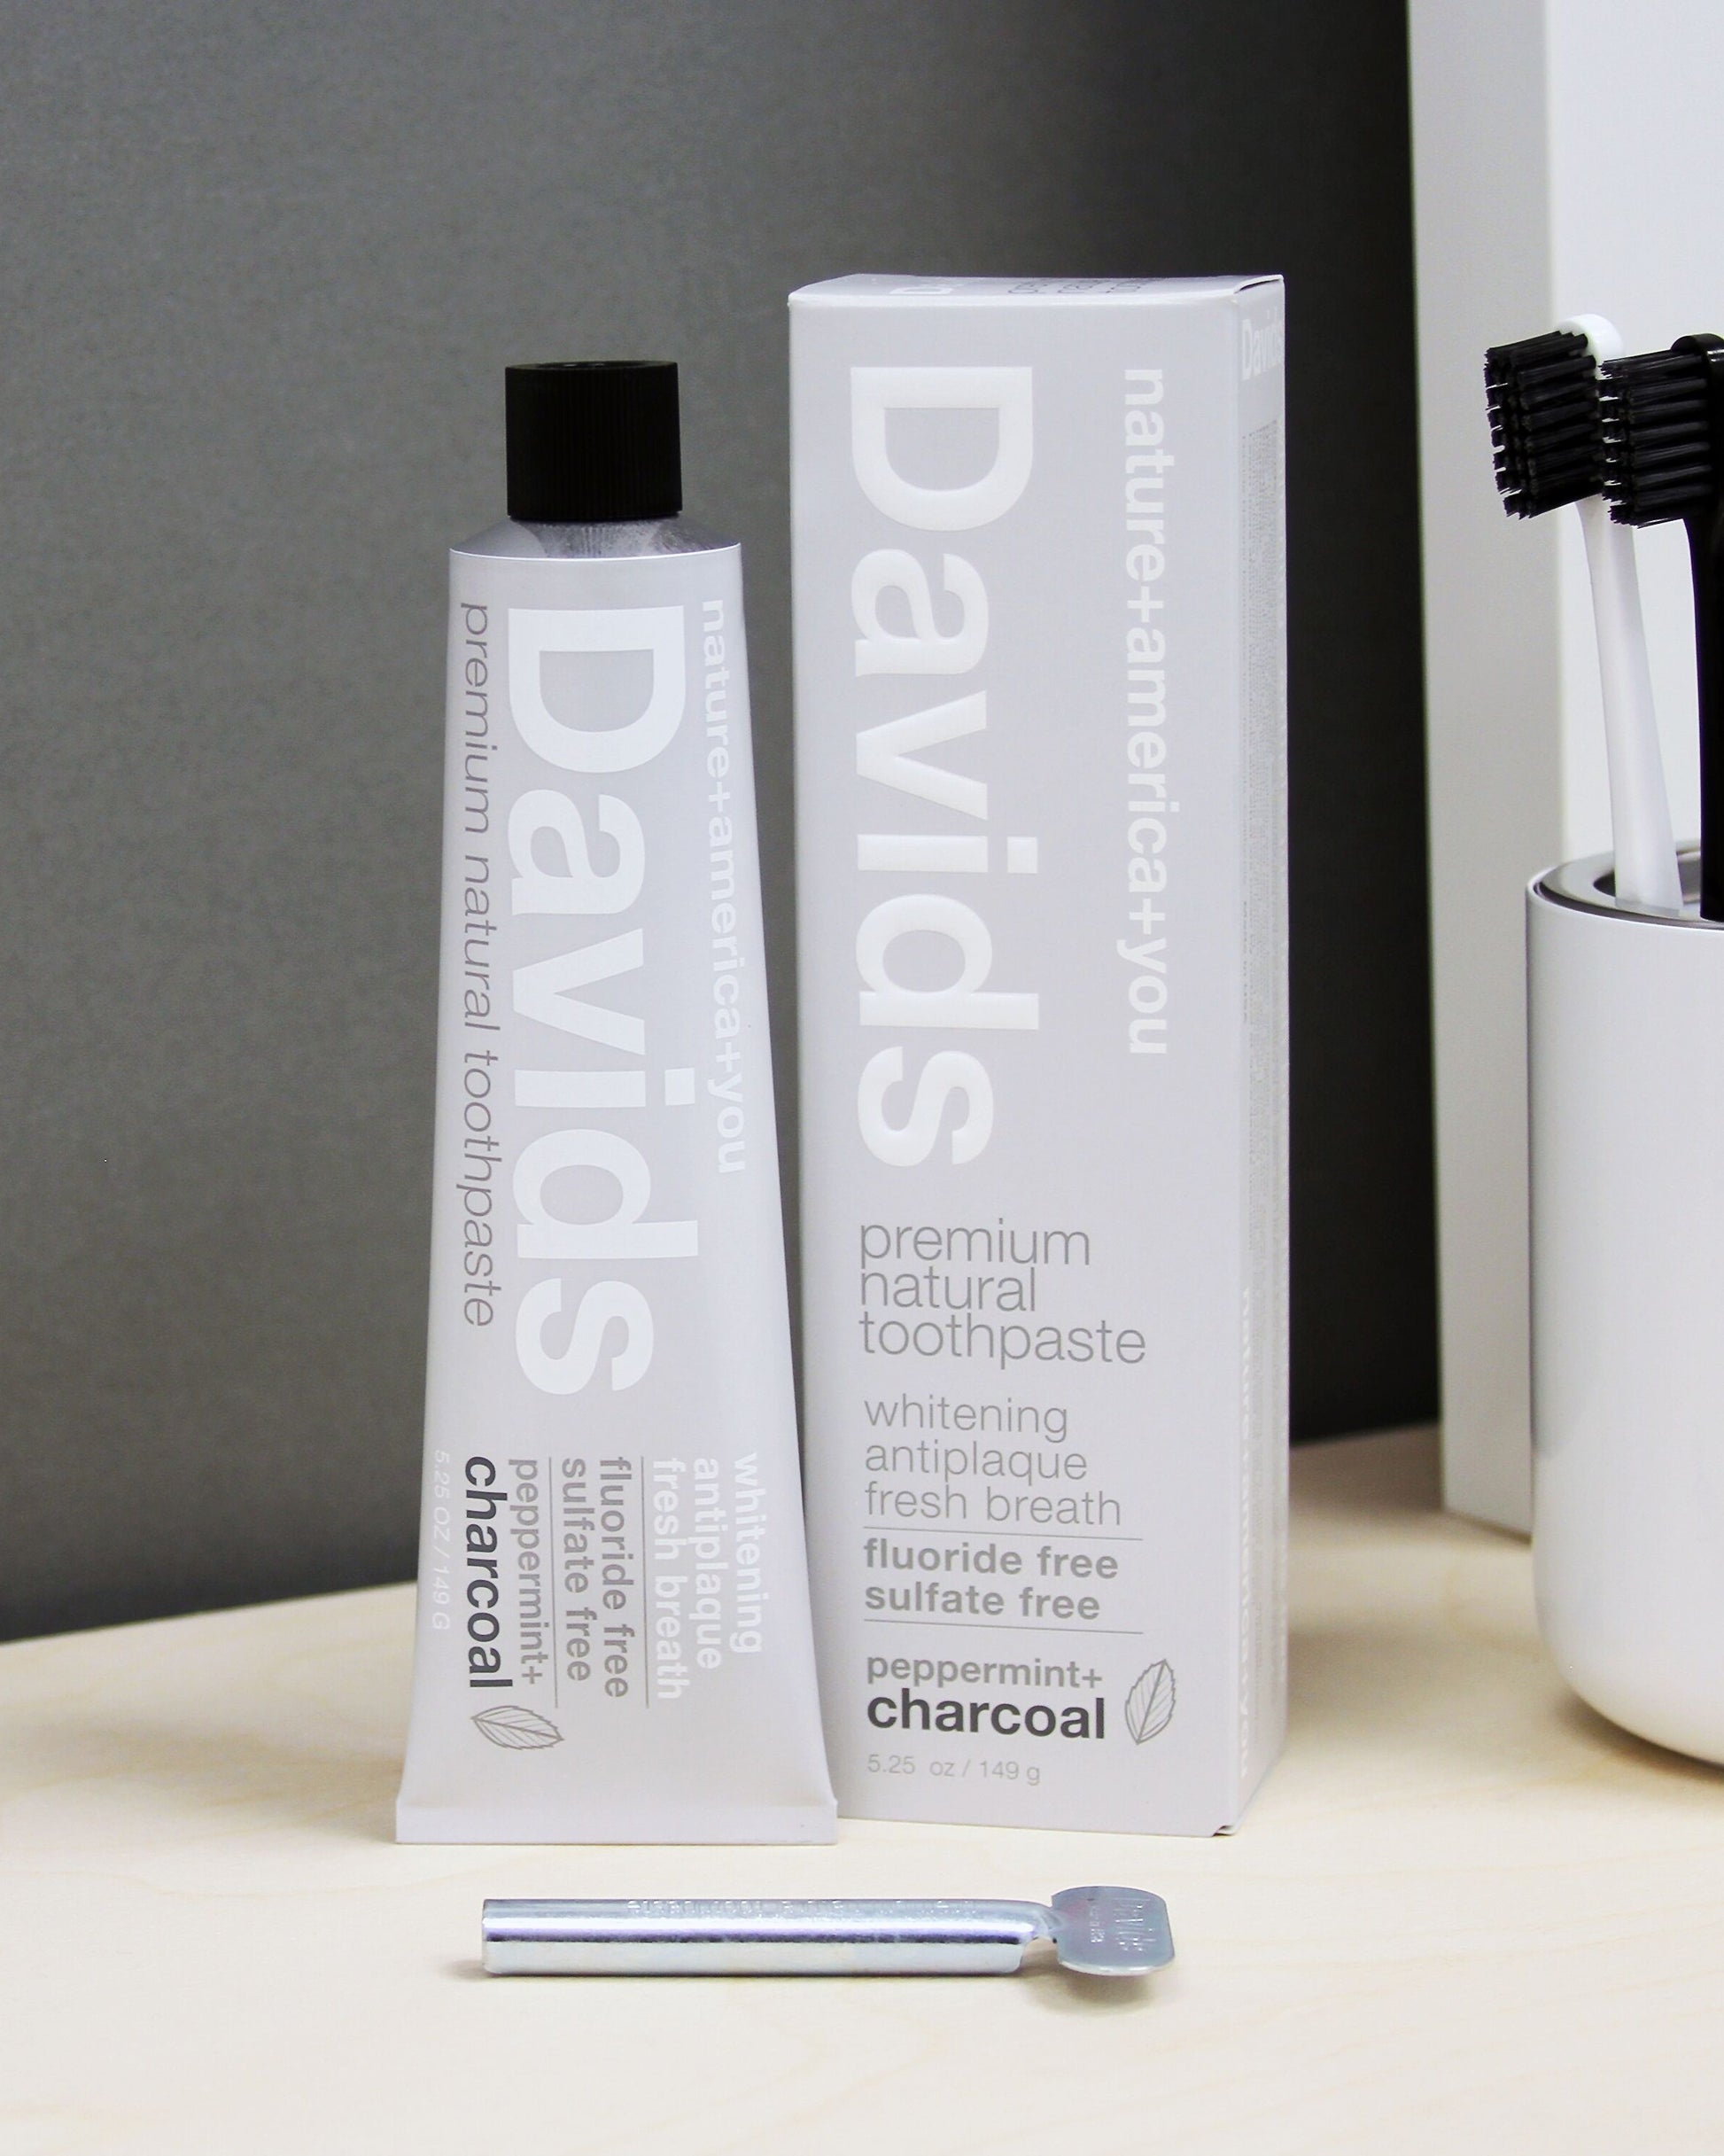 nature+america+you
Davids
premium natural toothpaste
whitening
antiplaque
fresh breath
fluoride free
sulfate free
peppermint+
charcoal
5.25 OZ / 149 G
nature+america+you
Davids
premium
natural
toothpaste
whitening
antiplaque
fresh breath
fluoride free
sulfate free
peppermint+
charcoal
5.25 oz / 149 g
Davids
Davids